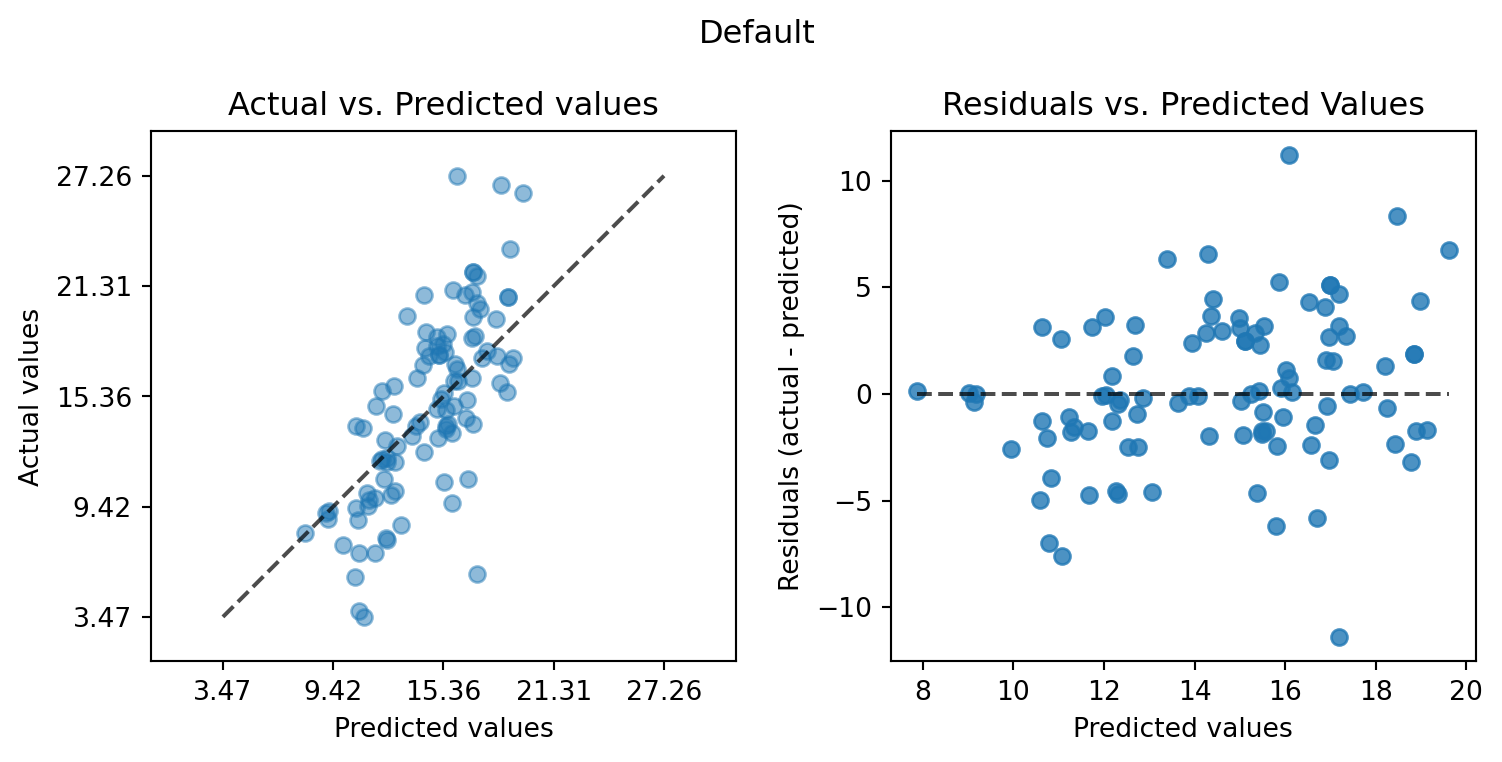 Default
Actual vs. Predicted values
Actual values
27.26
21.31
15.36
9.42
3.47
3.47 9.42 15.36 21.31 27.26
Predicted values
Residuals vs. Predicted Values
Residuals (actual - predicted)
10
5
0
−5
−10
8 10 12 14 16 18 20
Predicted values